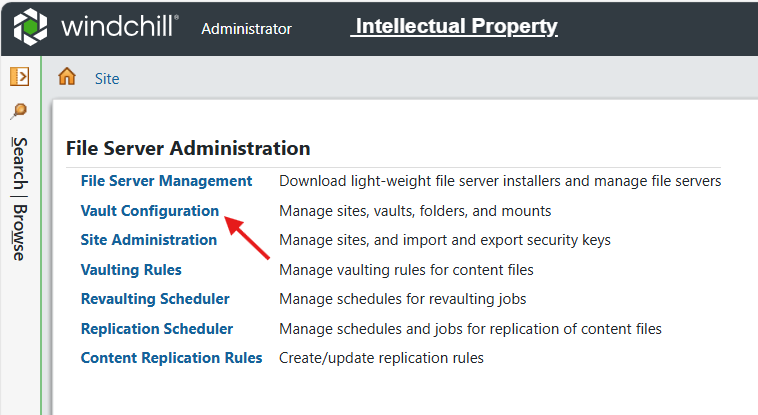 windchill® Administrator Intellectual Property
Site
Search | Browse
File Server Administration
File Server Management Download light-weight file server installers and manage file servers
Vault Configuration Manage sites, vaults, folders, and mounts
Site Administration Manage sites, and import and export security keys
Vaulting Rules Manage vaulting rules for content files
Revaulting Scheduler Manage schedules for revaulting jobs
Replication Scheduler Manage schedules and jobs for replication of content files
Content Replication Rules Create/update replication rules